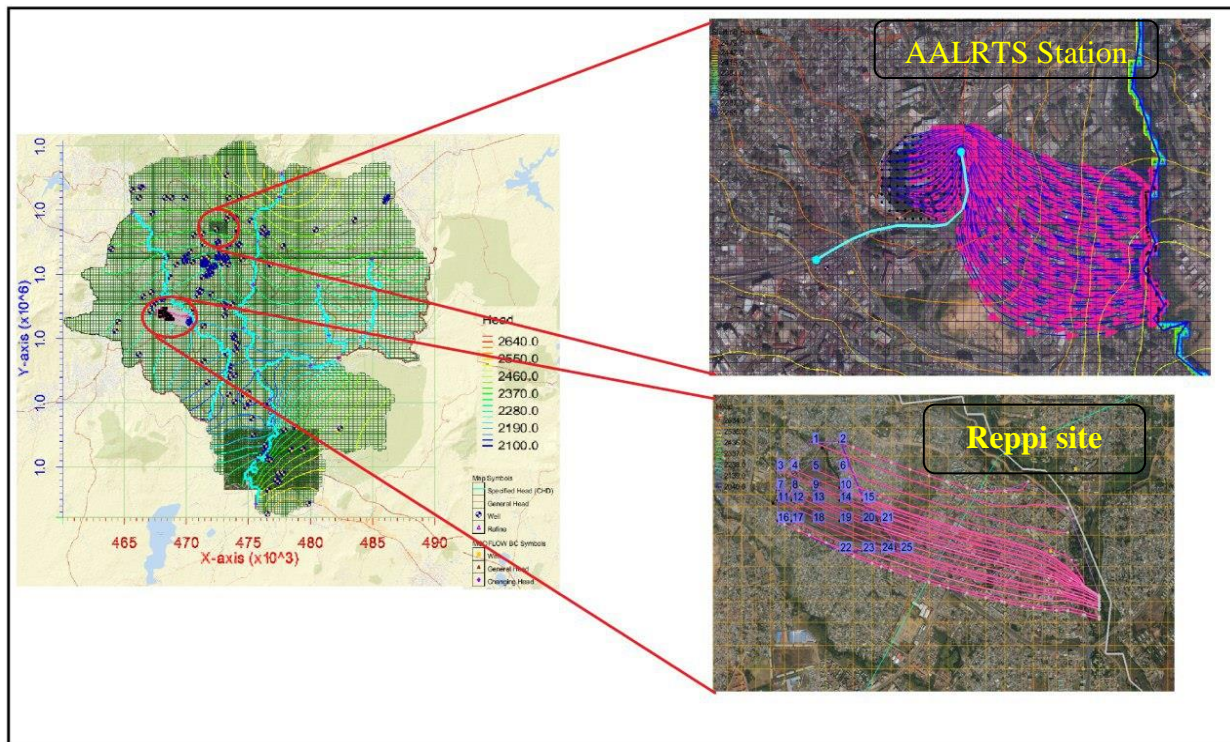 AALRTS Station
1.0
1.0
1.0
1.0
1.0
1.0
Y-axis (x10^6)
465 470 475 480 485 490
X-axis (x10^3)
Head
2640.0
2550.0
2460.0
2370.0
2280.0
2190.0
2100.0
Map Symbols
Specified Head (CHD)
General Head
Well
Refine
MODFLOW BC Symbols
General Head
Changing Head
Reppi site
1 2
3 4 5 6
7 8 9 10
11 12 13 14 15
16 17 18 19 20 21
22 23 24 25